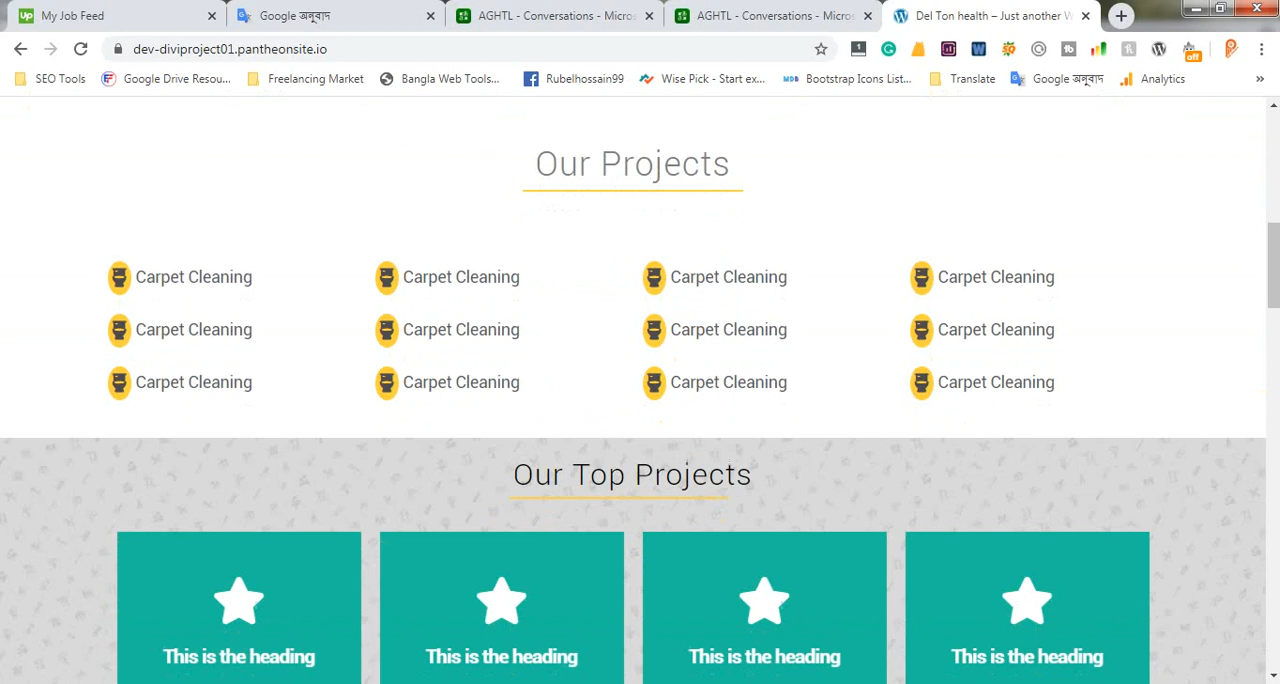 My Job Feed
Google অনুবাদ
AGHTL - Conversations - Micros
AGHTL - Conversations - Micros
Del Ton health – Just another W
dev-diviproject01.pantheonsite.io
SEO Tools
Google Drive Resou...
Freelancing Market
Bangla Web Tools...
Rubelhossain99
Wise Pick - Start ex...
MDB
Bootstrap Icons List...
Translate
Google অনুবাদ
Analytics
off
Our Projects
Carpet Cleaning Carpet Cleaning Carpet Cleaning Carpet Cleaning
Carpet Cleaning Carpet Cleaning Carpet Cleaning Carpet Cleaning
Carpet Cleaning Carpet Cleaning Carpet Cleaning Carpet Cleaning
Our Top Projects
This is the heading This is the heading This is the heading This is the heading